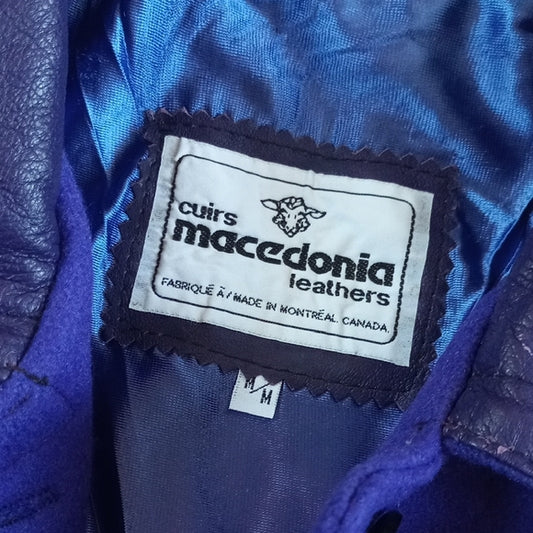 cuirs
macedonia
leathers
FABRIQUÉ À / MADE IN MONTRÉAL. CANADA.
M/M